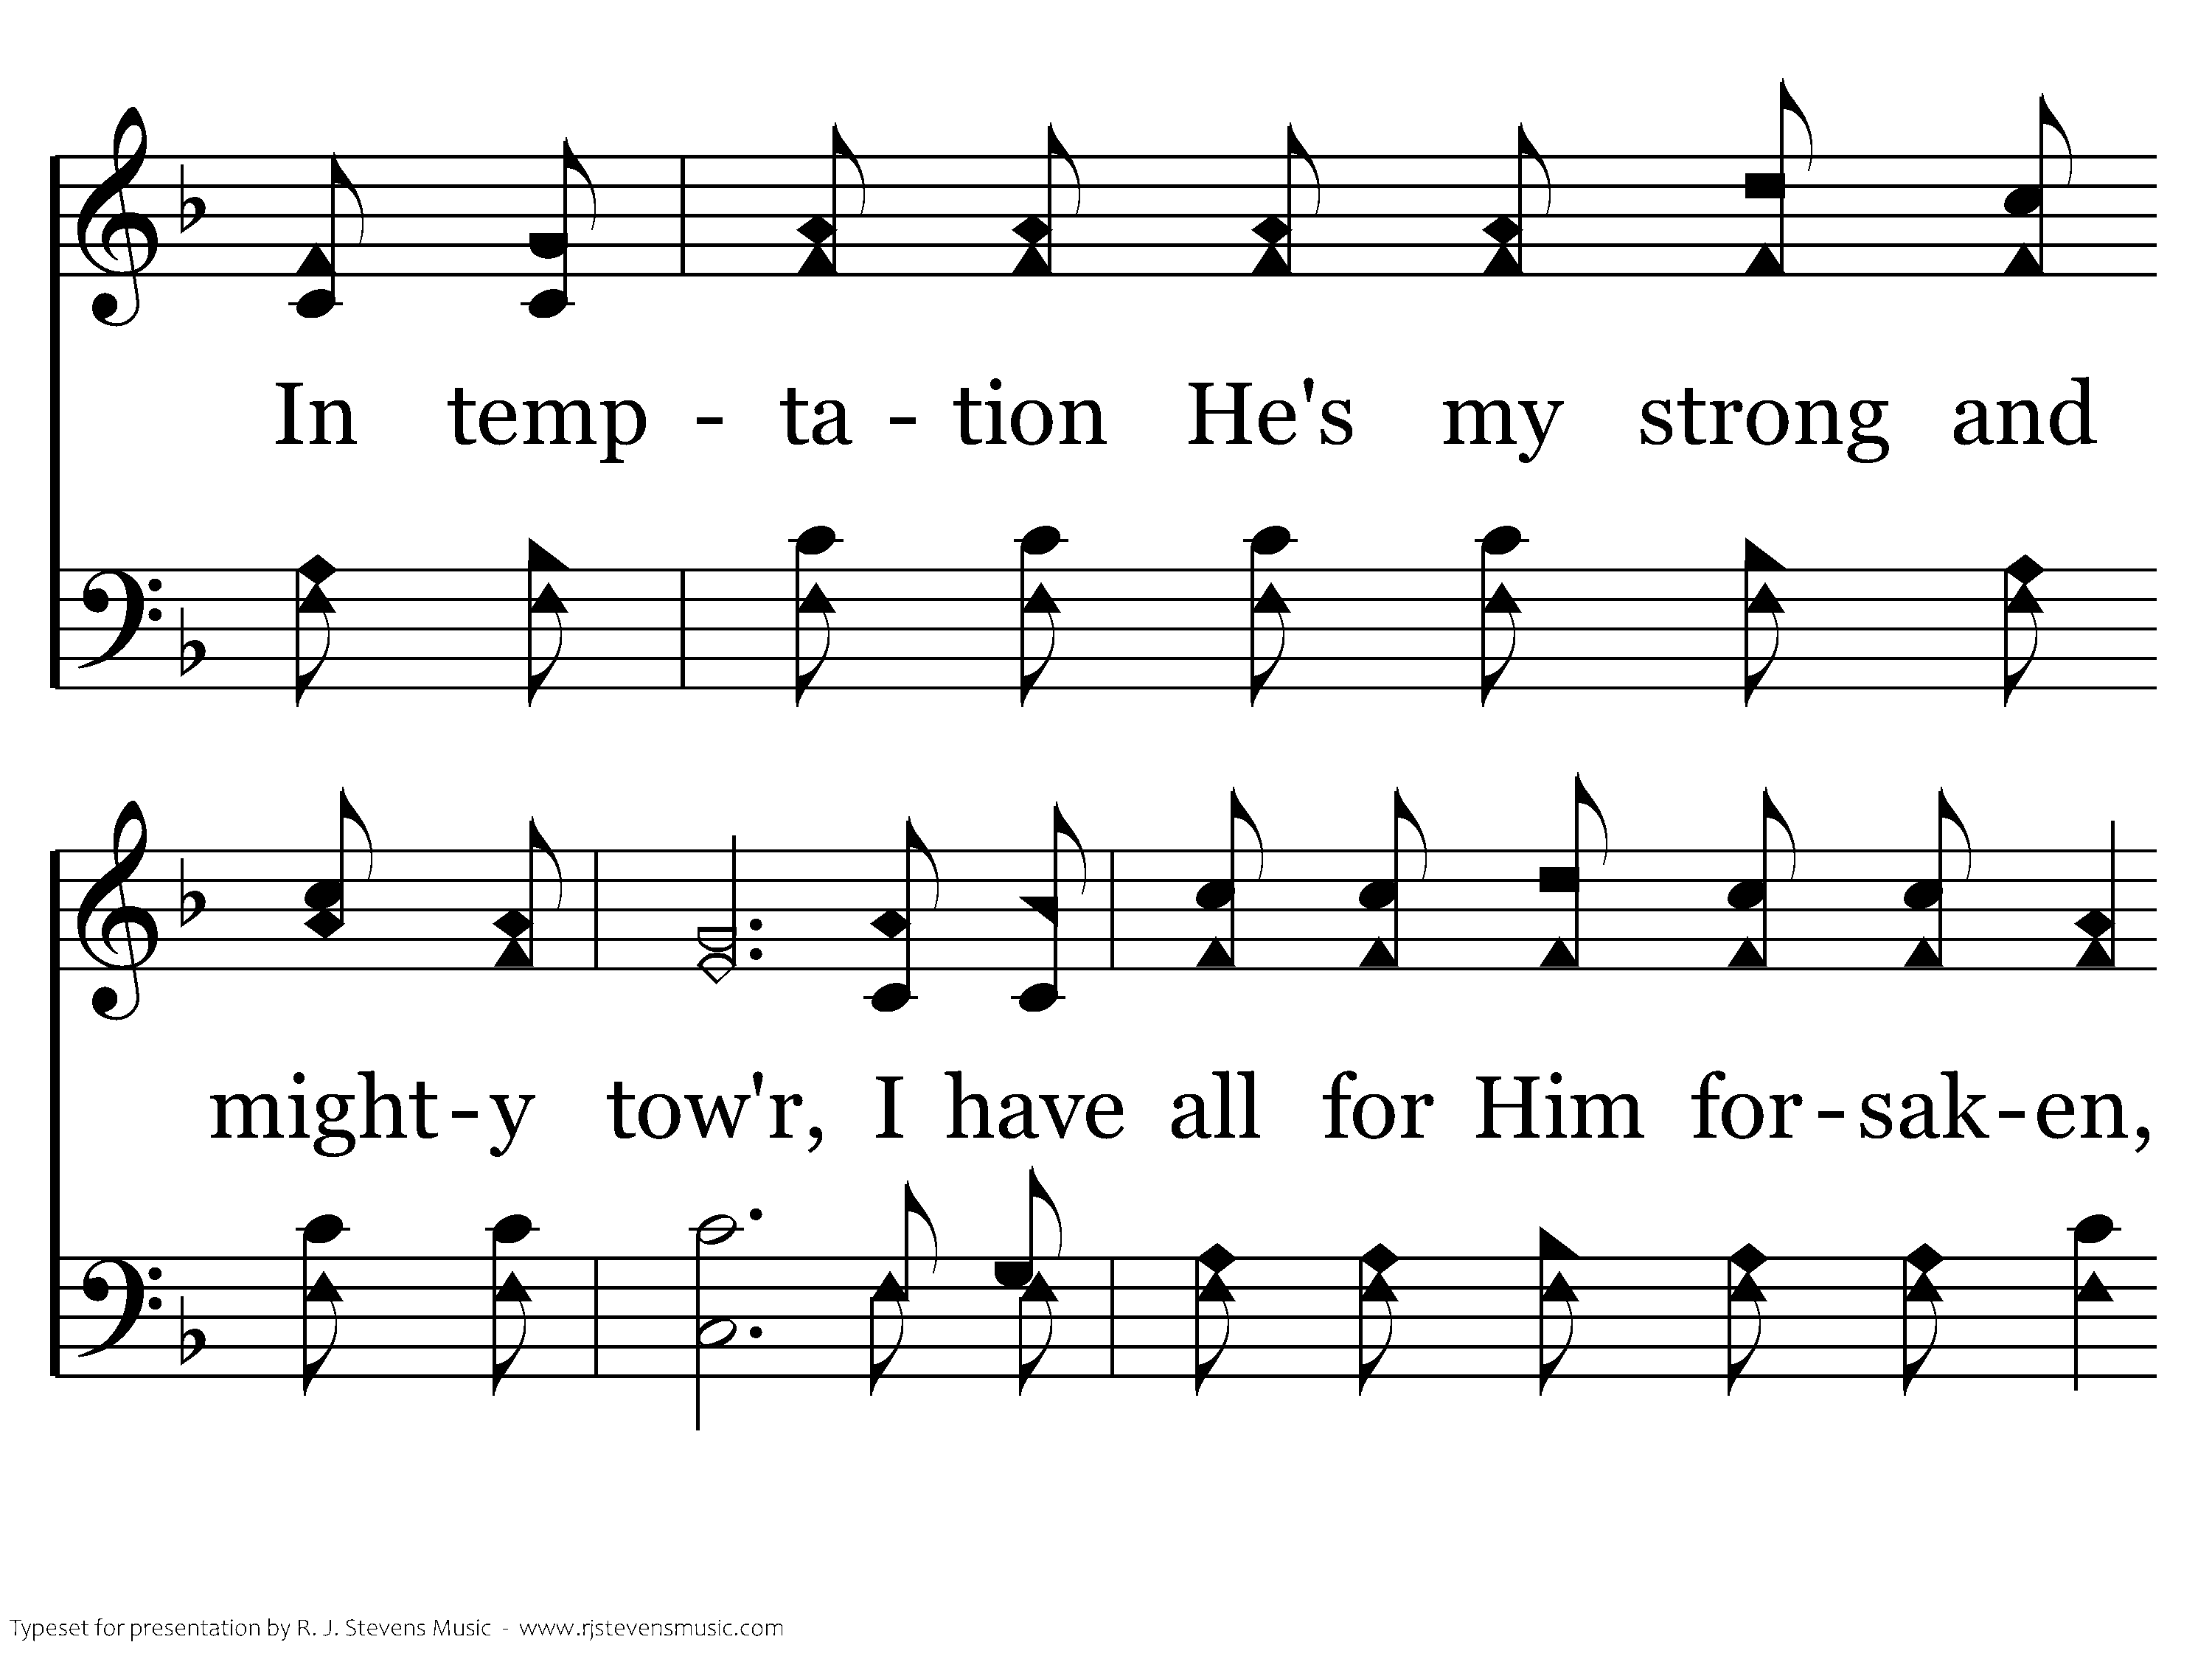 In temp - ta - tion He's my strong and
might - y tow'r, I have all for Him for - sak - en,
Typeset for presentation by R. J. Stevens Music - www.rjstevensmusic.com